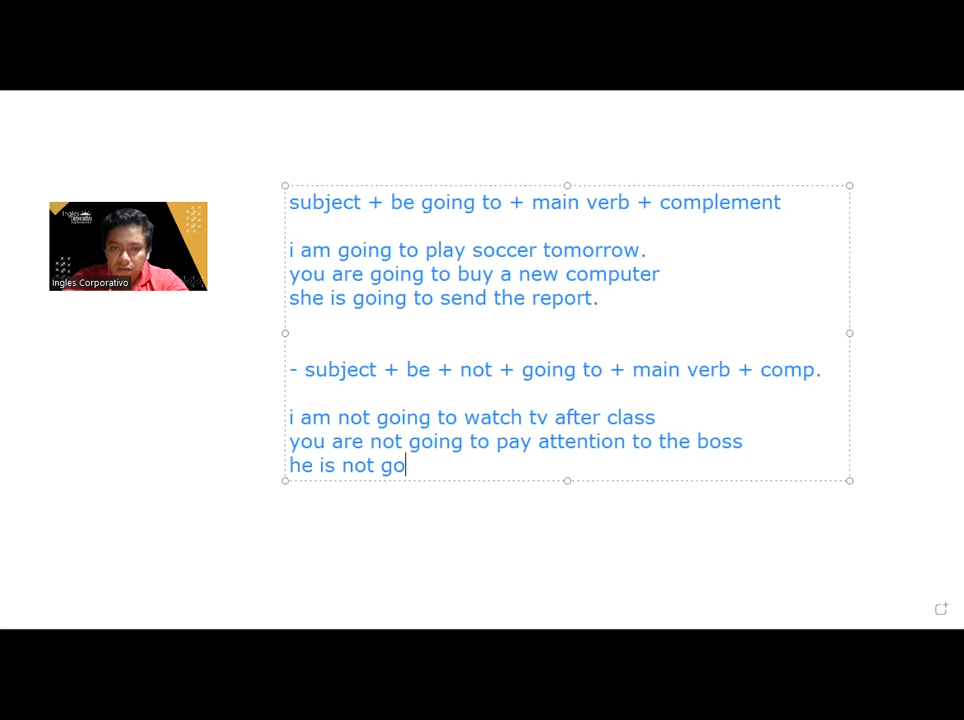 subject + be going to + main verb + complement
i am going to play soccer tomorrow.
you are going to buy a new computer
she is going to send the report.
- subject + be + not + going to + main verb + comp.
i am not going to watch tv after class
you are not going to pay attention to the boss
he is not go
Inglés
Ingles Corporativo